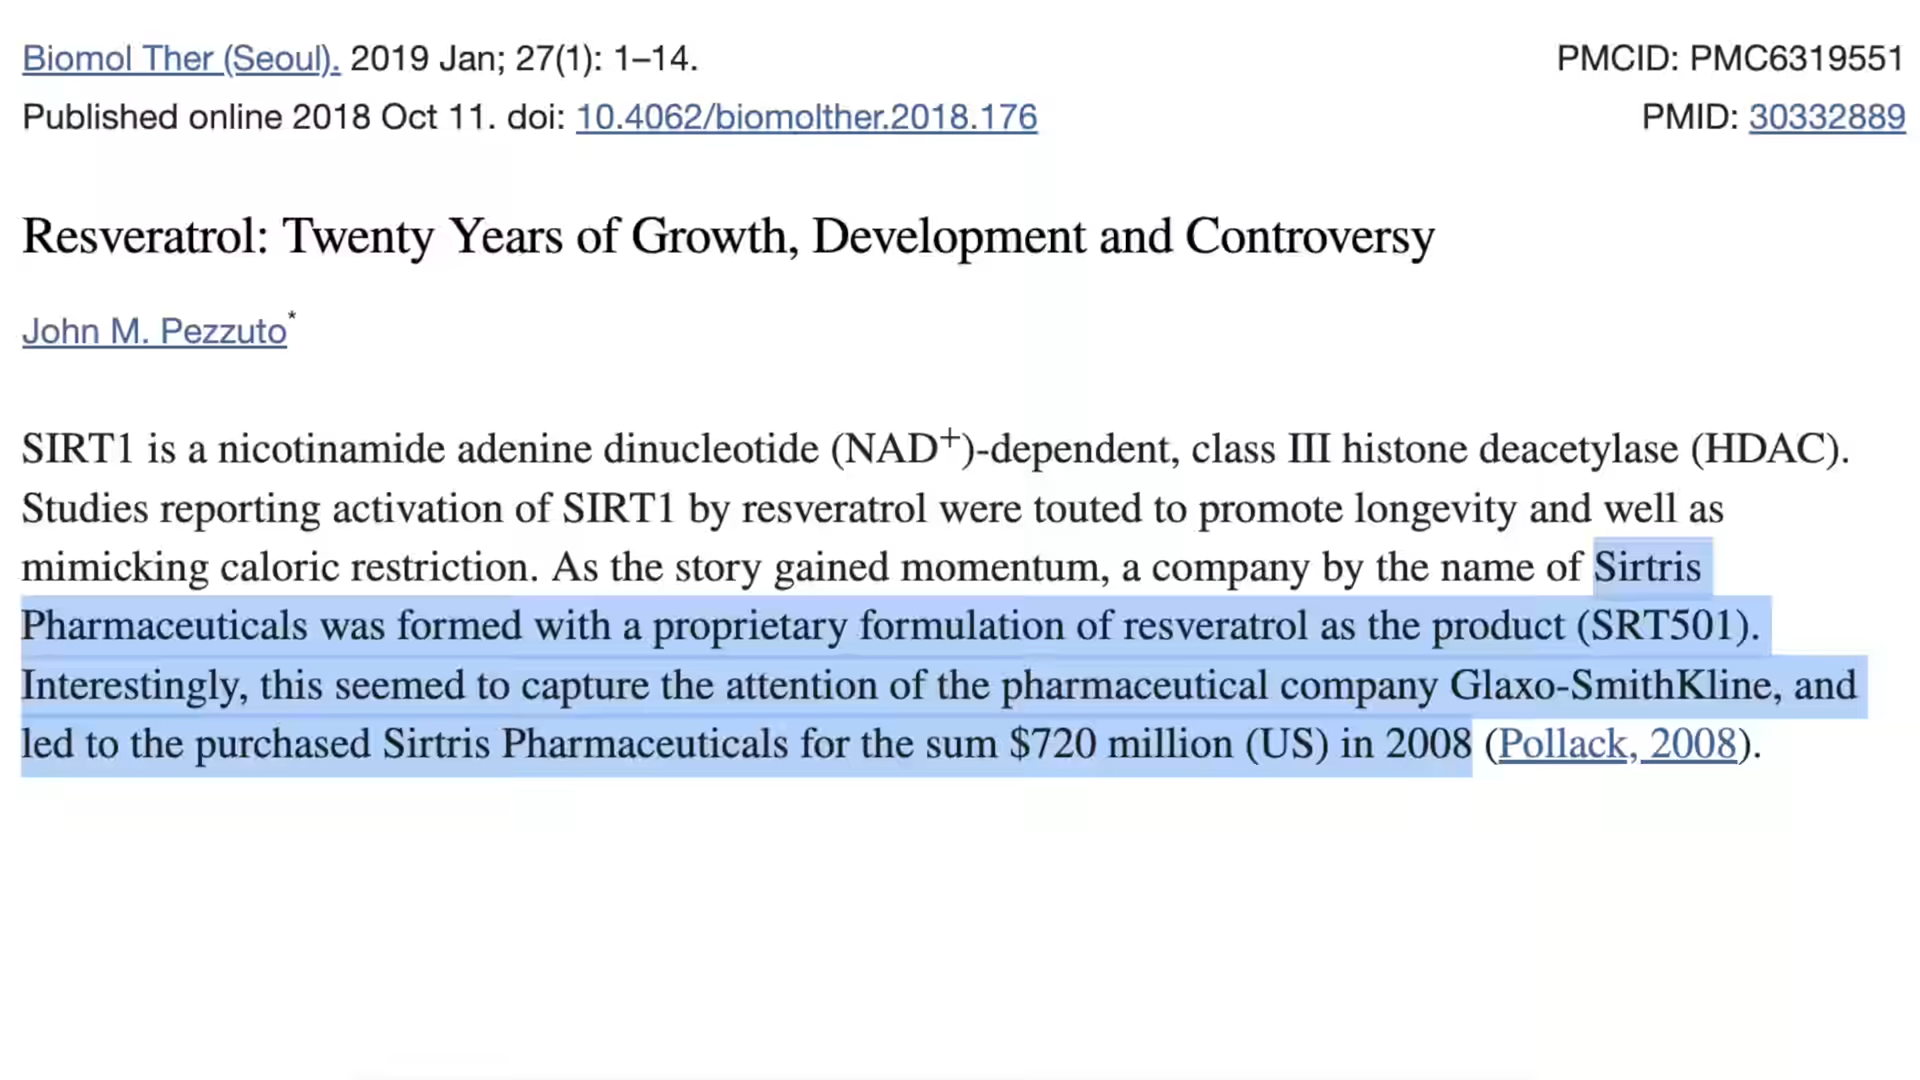 Biomol Ther (Seoul). 2019 Jan; 27(1): 1–14.
PMCID: PMC6319551
Published online 2018 Oct 11. doi: 10.4062/biomolther.2018.176
PMID: 30332889
Resveratrol: Twenty Years of Growth, Development and Controversy
John M. Pezzuto*
SIRT1 is a nicotinamide adenine dinucleotide (NAD⁺)-dependent, class III histone deacetylase (HDAC).
Studies reporting activation of SIRT1 by resveratrol were touted to promote longevity and well as
mimicking caloric restriction. As the story gained momentum, a company by the name of Sirtris
Pharmaceuticals was formed with a proprietary formulation of resveratrol as the product (SRT501).
Interestingly, this seemed to capture the attention of the pharmaceutical company Glaxo-SmithKline, and
led to the purchased Sirtris Pharmaceuticals for the sum $720 million (US) in 2008 (Pollack, 2008).